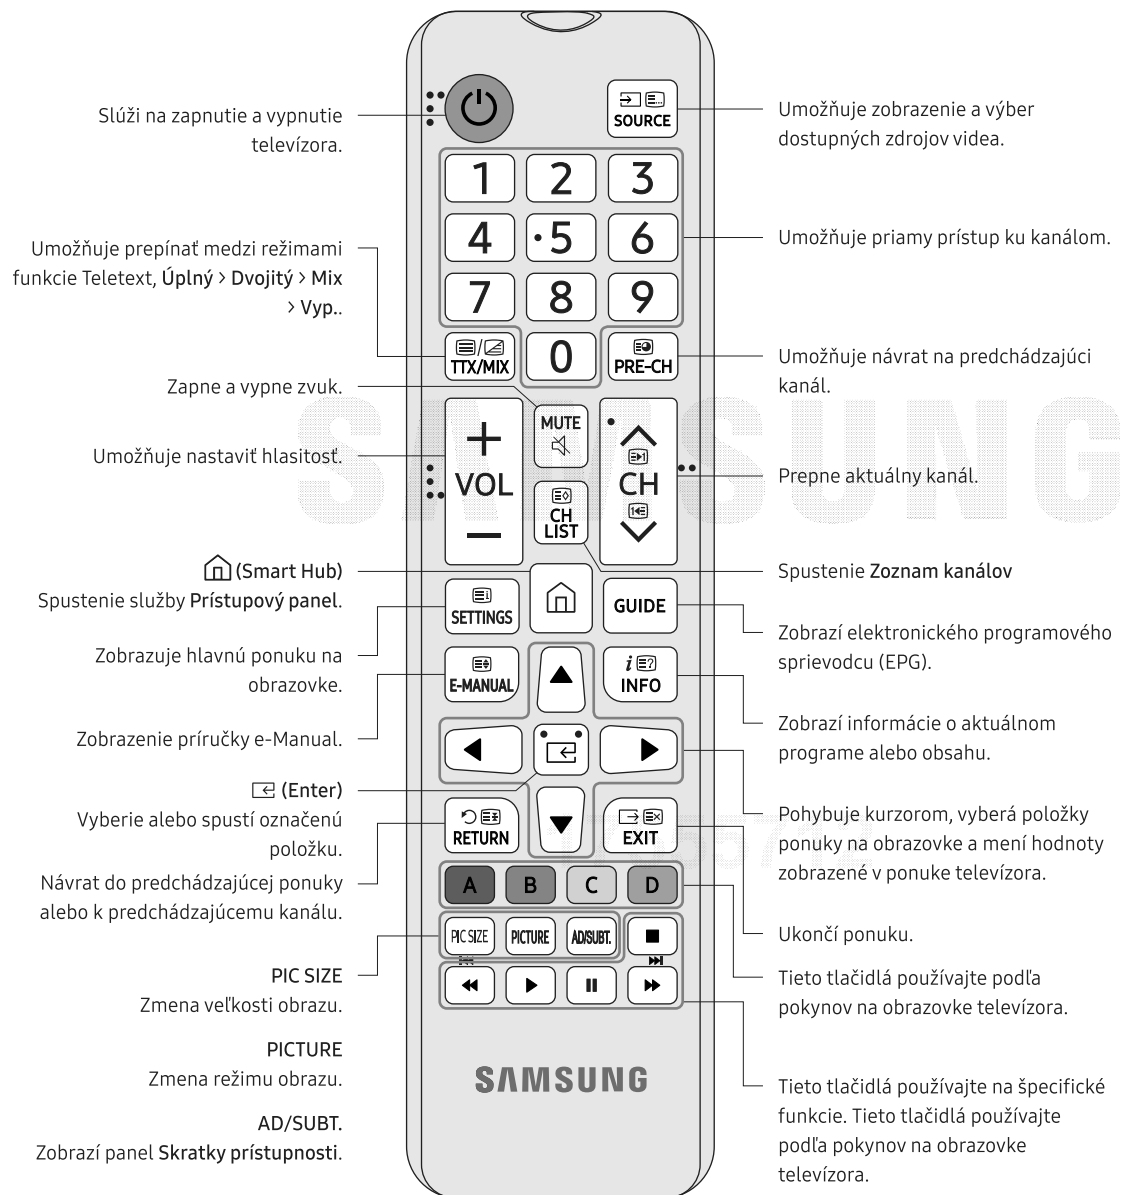 Slúži na zapnutie a vypnutie
televízora.
Umožňuje prepínať medzi režimami
funkcie Teletext, Úplný > Dvojitý > Mix
> Vyp..
Zapne a vypne zvuk.
Umožňuje nastaviť hlasitosť.
(Smart Hub)
Spustenie služby Prístupový panel.
Zobrazuje hlavnú ponuku na
obrazovke.
Zobrazenie príručky e-Manual.
(Enter)
Vyberie alebo spustí označenú
položku.
Návrat do predchádzajúcej ponuky
alebo k predchádzajúcemu kanálu.
PIC SIZE
Zmena veľkosti obrazu.
PICTURE
Zmena režimu obrazu.
AD/SUBT.
Zobrazí panel Skratky prístupnosti.
SOURCE
1 2 3
4 5 6
7 8 9
TTX/MIX 0 PRE-CH
MUTE
VOL
CH
CH
LIST
SETTINGS
GUIDE
E-MANUAL
INFO
RETURN
EXIT
A B C D
PIC SIZE PICTURE AD/SUBT.
SAMSUNG
Umožňuje zobrazenie a výber
dostupných zdrojov videa.
Umožňuje priamy prístup ku kanálom.
Umožňuje návrat na predchádzajúci
kanál.
Prepne aktuálny kanál.
Spustenie Zoznam kanálov
Zobrazí elektronického programového
sprievodcu (EPG).
Zobrazí informácie o aktuálnom
programe alebo obsahu.
Pohybuje kurzorom, vyberá položky
ponuky na obrazovke a mení hodnoty
zobrazené v ponuke televízora.
Ukončí ponuku.
Tieto tlačidlá používajte podľa
pokynov na obrazovke televízora.
Tieto tlačidlá používajte na špecifické
funkcie. Tieto tlačidlá používajte
podľa pokynov na obrazovke
televízora.
SAMSUNG